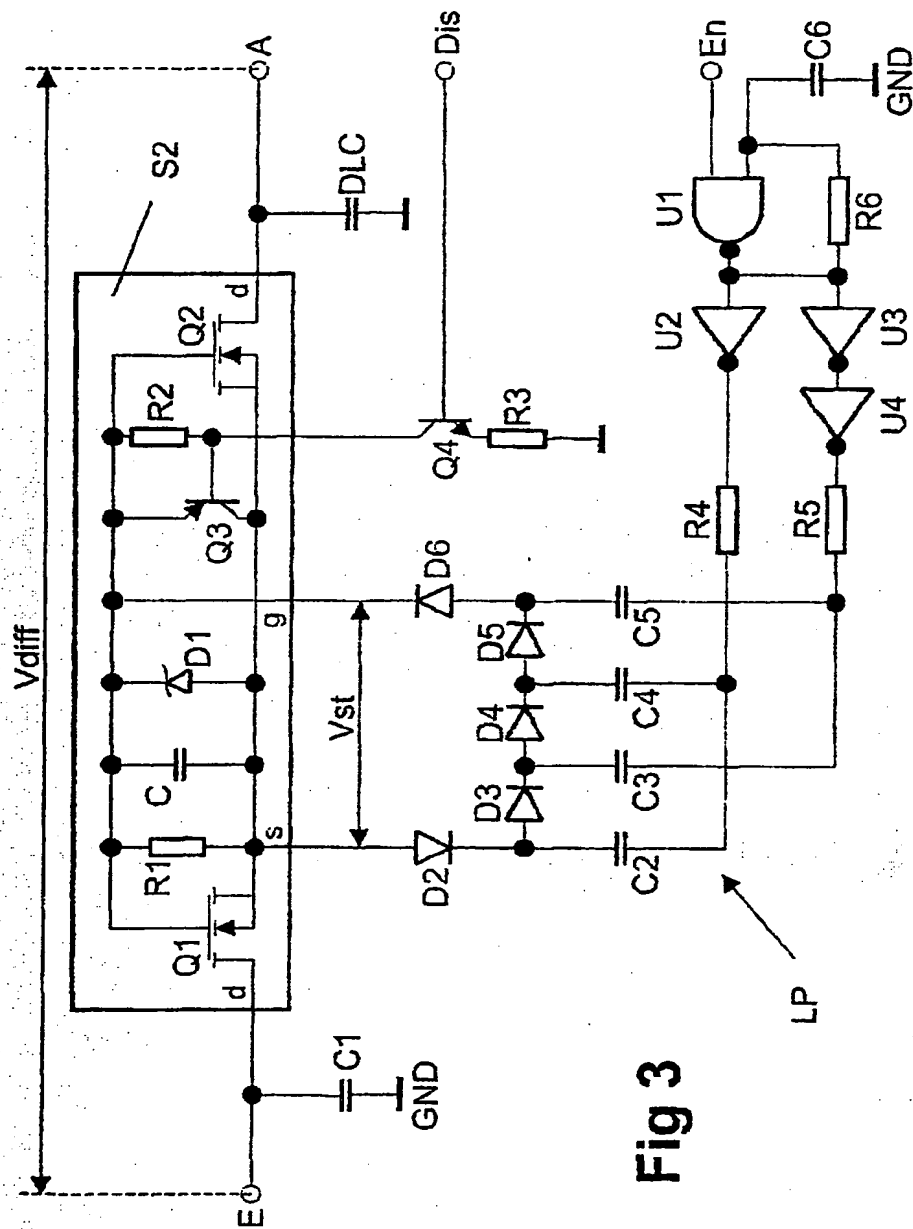 Vdiff
S2
E
A
d
Q1
R1
C
D1
Q3
R2
Q2
d
s
g
C1
GND
DLC
Vst
Dis
D2
D6
Q4
R3
D3
D4
D5
C2
C3
C4
C5
LP
R4
R5
U2
U1
En
U4
U3
R6
C6
GND
Fig 3